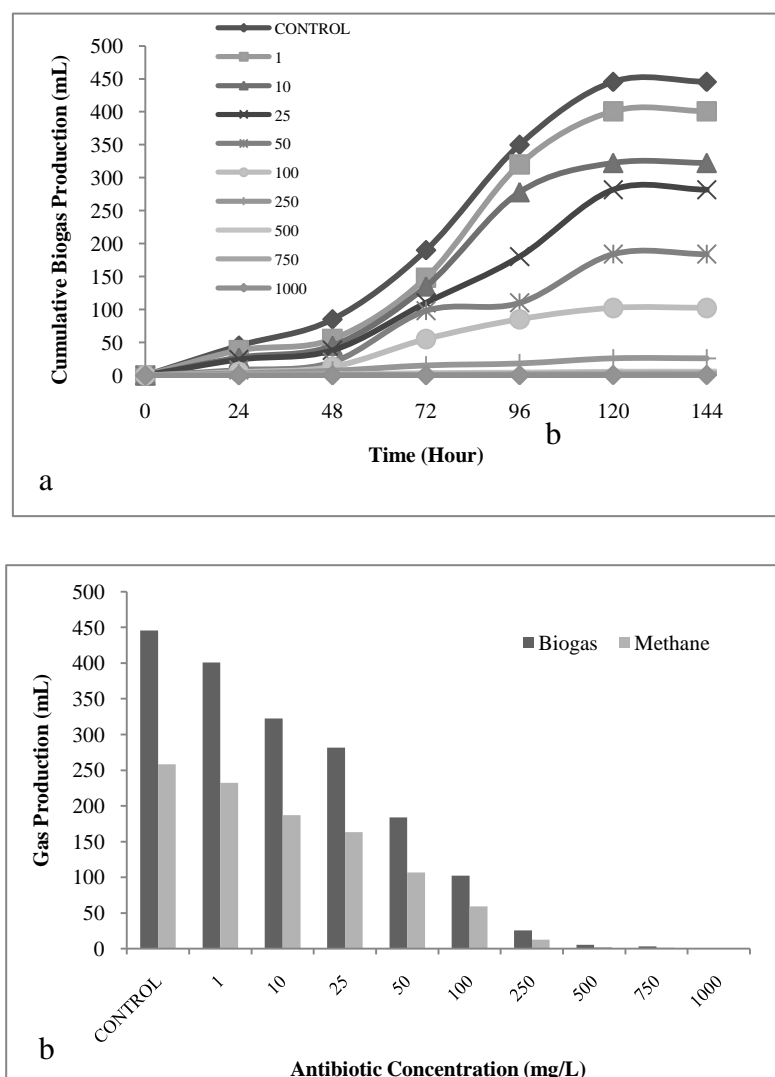 CONTROL
1
10
25
50
100
250
500
750
1000
500
450
400
350
300
250
200
150
100
50
0
Cumulative Biogas Production (mL)
0 24 48 72 96 120 144
b
Time (Hour)
a
500
450
400
350
300
250
200
150
100
50
0
Gas Production (mL)
Biogas Methane
CONTROL 1 10 25 50 100 250 500 750 1000
b
Antibiotic Concentration (mg/L)